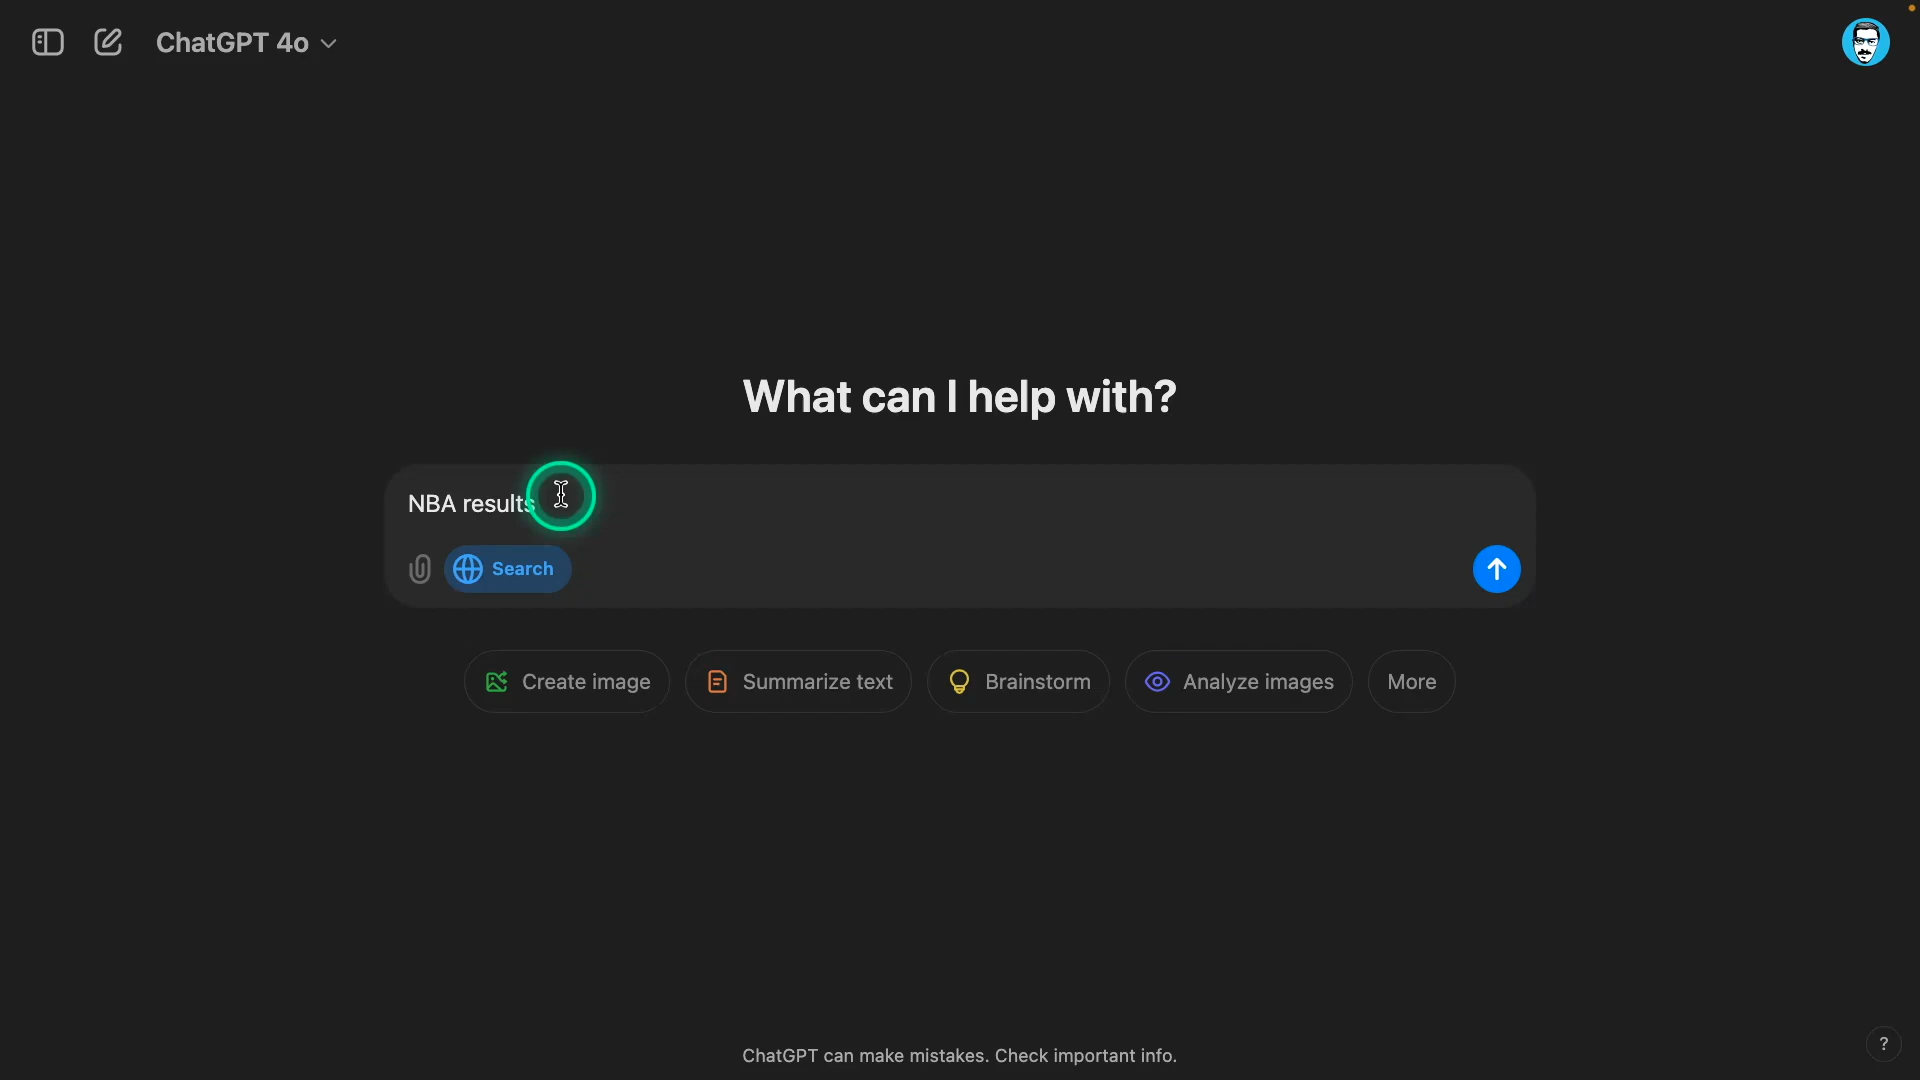 ChatGPT 4o
What can I help with?
NBA results
Search
Create image
Summarize text
Brainstorm
Analyze images
More
ChatGPT can make mistakes. Check important info.
?